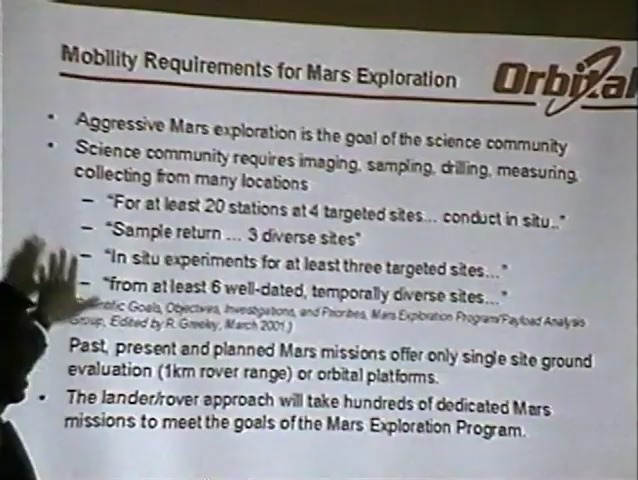 Mobility Requirements for Mars Exploration
Orbital
• Aggressive Mars exploration is the goal of the science community
• Science community requires imaging, sampling, drilling, measuring,
collecting from many locations
– "For at least 20 stations at 4 targeted sites... conduct in situ.."
– "Sample return ... 3 diverse sites"
– "In situ experiments for at least three targeted sites..."
– "from at least 6 well-dated, temporally diverse sites..."
Goals, Objectives, Investigations, and Priorities, Mars Exploration Program/Payload Analysis
Group, Edited by R. Greeley, March 2001.)
Past, present and planned Mars missions offer only single site ground
evaluation (1km rover range) or orbital platforms.
• The lander/rover approach will take hundreds of dedicated Mars
missions to meet the goals of the Mars Exploration Program.